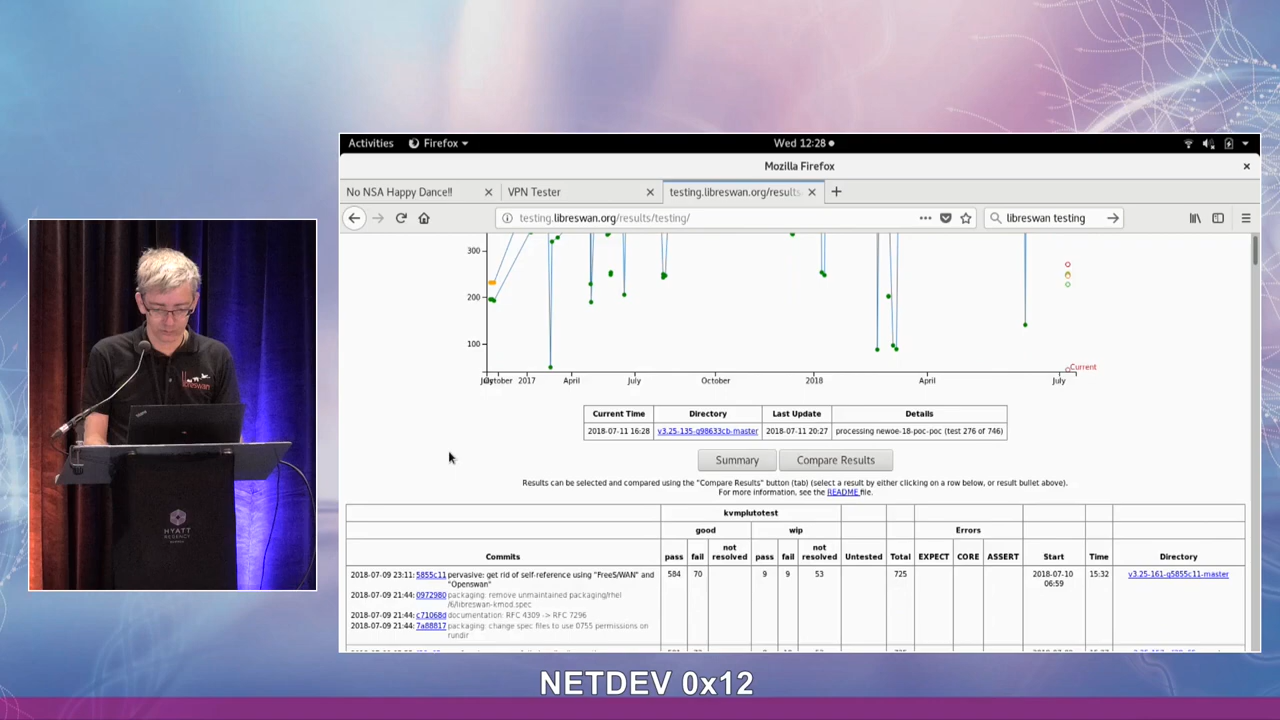 Activities Firefox Wed 12:28
Mozilla Firefox
No NSA Happy Dance!! VPN Tester testing.libreswan.org/results-
testing.libreswan.org/results/testing/ libreswan testing
300
200
100
October 2017 April July October 2018 April July
Current
Current Time Directory Last Update Details
2018-07-11 16:28 v3.25-135-g98633cb-master 2018-07-11 20:27 processing newoe-18-poc-poc (test 276 of 746)
Summary Compare Results
Results can be selected and compared using the "Compare Results" button (tab) (select a result by either clicking on a row below, or result bullet above).
For more information, see the README file.
kvmplutotest
good wip Errors
Commits pass fail not resolved pass fail not resolved Untested Total EXPECT CORE ASSERT Start Time Directory
2018-07-09 23:11: 5855c11 pervasive: get rid of self-reference using "FreeS/WAN" and 584 70 9 9 53 725 2018-07-10 15:32 v3.25-161-g5855c11-master
"Openswan" 06:59
2018-07-09 21:44: 0972980 packaging: remove unmaintained packaging/rhel
/6/libreswan-kmod.spec
2018-07-09 21:44: c71068d documentation: RFC 4309 -> RFC 7296
2018-07-09 21:44: 7a88817 packaging: change spec files to use 0755 permissions on
rundir
libreswan
HYATT
REGENCY
NETDEV 0x12